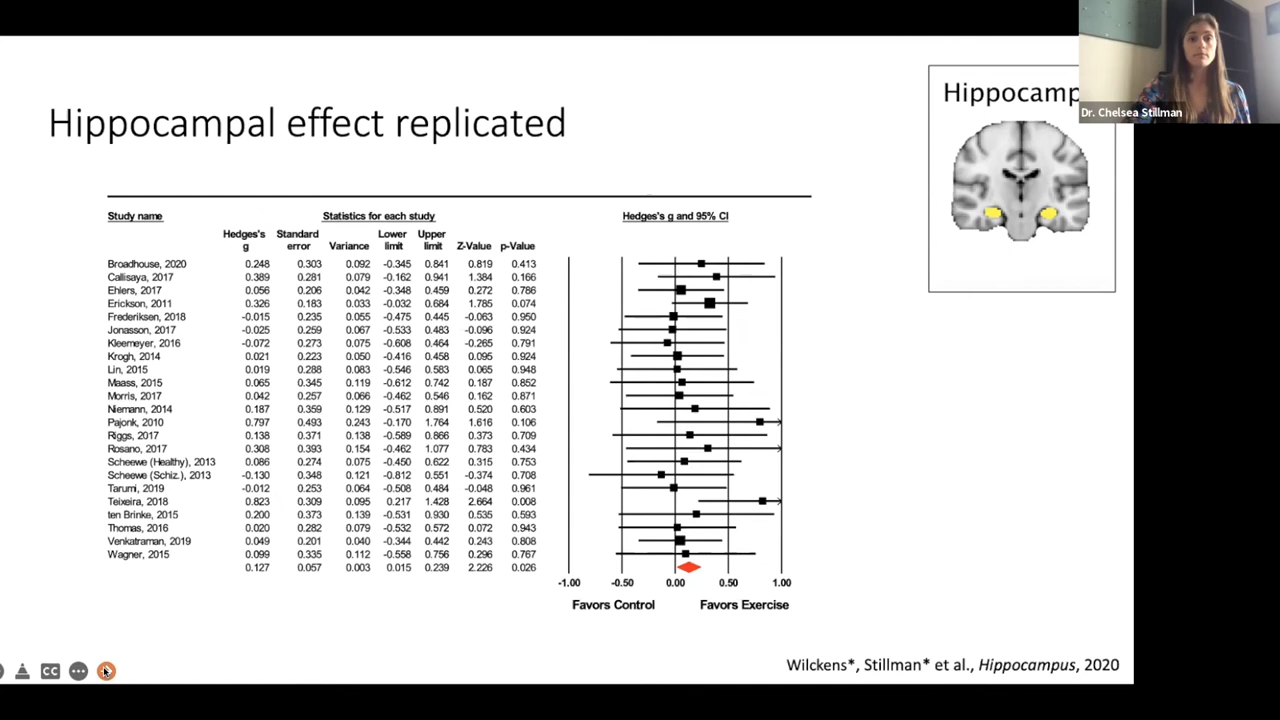 Hippocamp
Dr. Chelsea Stillman
Hippocampal effect replicated
Study name Statistics for each study Hedges's g and 95% CI
Hedges's Standard Lower Upper
g error Variance limit limit Z-Value p-Value
Broadhouse, 2020 0.248 0.303 0.092 -0.345 0.841 0.819 0.413
Callisaya, 2017 0.389 0.281 0.079 -0.162 0.941 1.384 0.166
Ehlers, 2017 0.056 0.206 0.042 -0.348 0.459 0.272 0.786
Erickson, 2011 0.326 0.183 0.033 -0.032 0.684 1.785 0.074
Frederiksen, 2018 -0.015 0.235 0.055 -0.475 0.445 -0.063 0.950
Jonasson, 2017 -0.025 0.259 0.067 -0.533 0.483 -0.096 0.924
Kleemeyer, 2016 -0.072 0.273 0.075 -0.608 0.464 -0.265 0.791
Krogh, 2014 0.021 0.223 0.050 -0.416 0.458 0.095 0.924
Lin, 2015 0.019 0.288 0.083 -0.546 0.583 0.065 0.948
Maass, 2015 0.065 0.345 0.119 -0.612 0.742 0.187 0.852
Morris, 2017 0.042 0.257 0.066 -0.462 0.546 0.162 0.871
Niemann, 2014 0.187 0.359 0.129 -0.517 0.891 0.520 0.603
Pajonk, 2010 0.797 0.493 0.243 -0.170 1.764 1.616 0.106
Riggs, 2017 0.138 0.371 0.138 -0.589 0.866 0.373 0.709
Rosano, 2017 0.308 0.393 0.154 -0.462 1.077 0.783 0.434
Scheewe (Healthy), 2013 0.086 0.274 0.075 -0.450 0.622 0.315 0.753
Scheewe (Schiz.), 2013 -0.130 0.348 0.121 -0.812 0.551 -0.374 0.708
Tarumi, 2019 -0.012 0.253 0.064 -0.508 0.484 -0.048 0.961
Teixeira, 2018 0.823 0.309 0.095 0.217 1.428 2.664 0.008
ten Brinke, 2015 0.200 0.373 0.139 -0.531 0.930 0.535 0.593
Thomas, 2016 0.020 0.282 0.079 -0.532 0.572 0.072 0.943
Venkatraman, 2019 0.049 0.201 0.040 -0.344 0.442 0.243 0.808
Wagner, 2015 0.099 0.335 0.112 -0.558 0.756 0.296 0.767
0.127 0.057 0.003 0.015 0.239 2.226 0.026
-1.00 -0.50 0.00 0.50 1.00
Favors Control Favors Exercise
Wilckens*, Stillman* et al., Hippocampus, 2020
CC